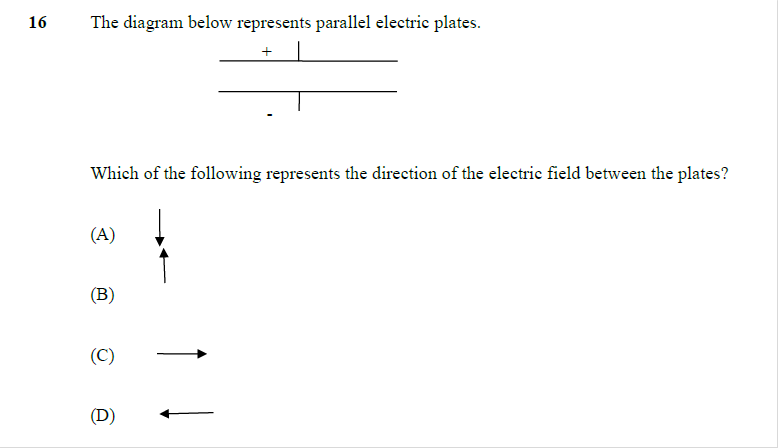 16 The diagram below represents parallel electric plates.
+
-
Which of the following represents the direction of the electric field between the plates?
(A)
(B)
(C)
(D)